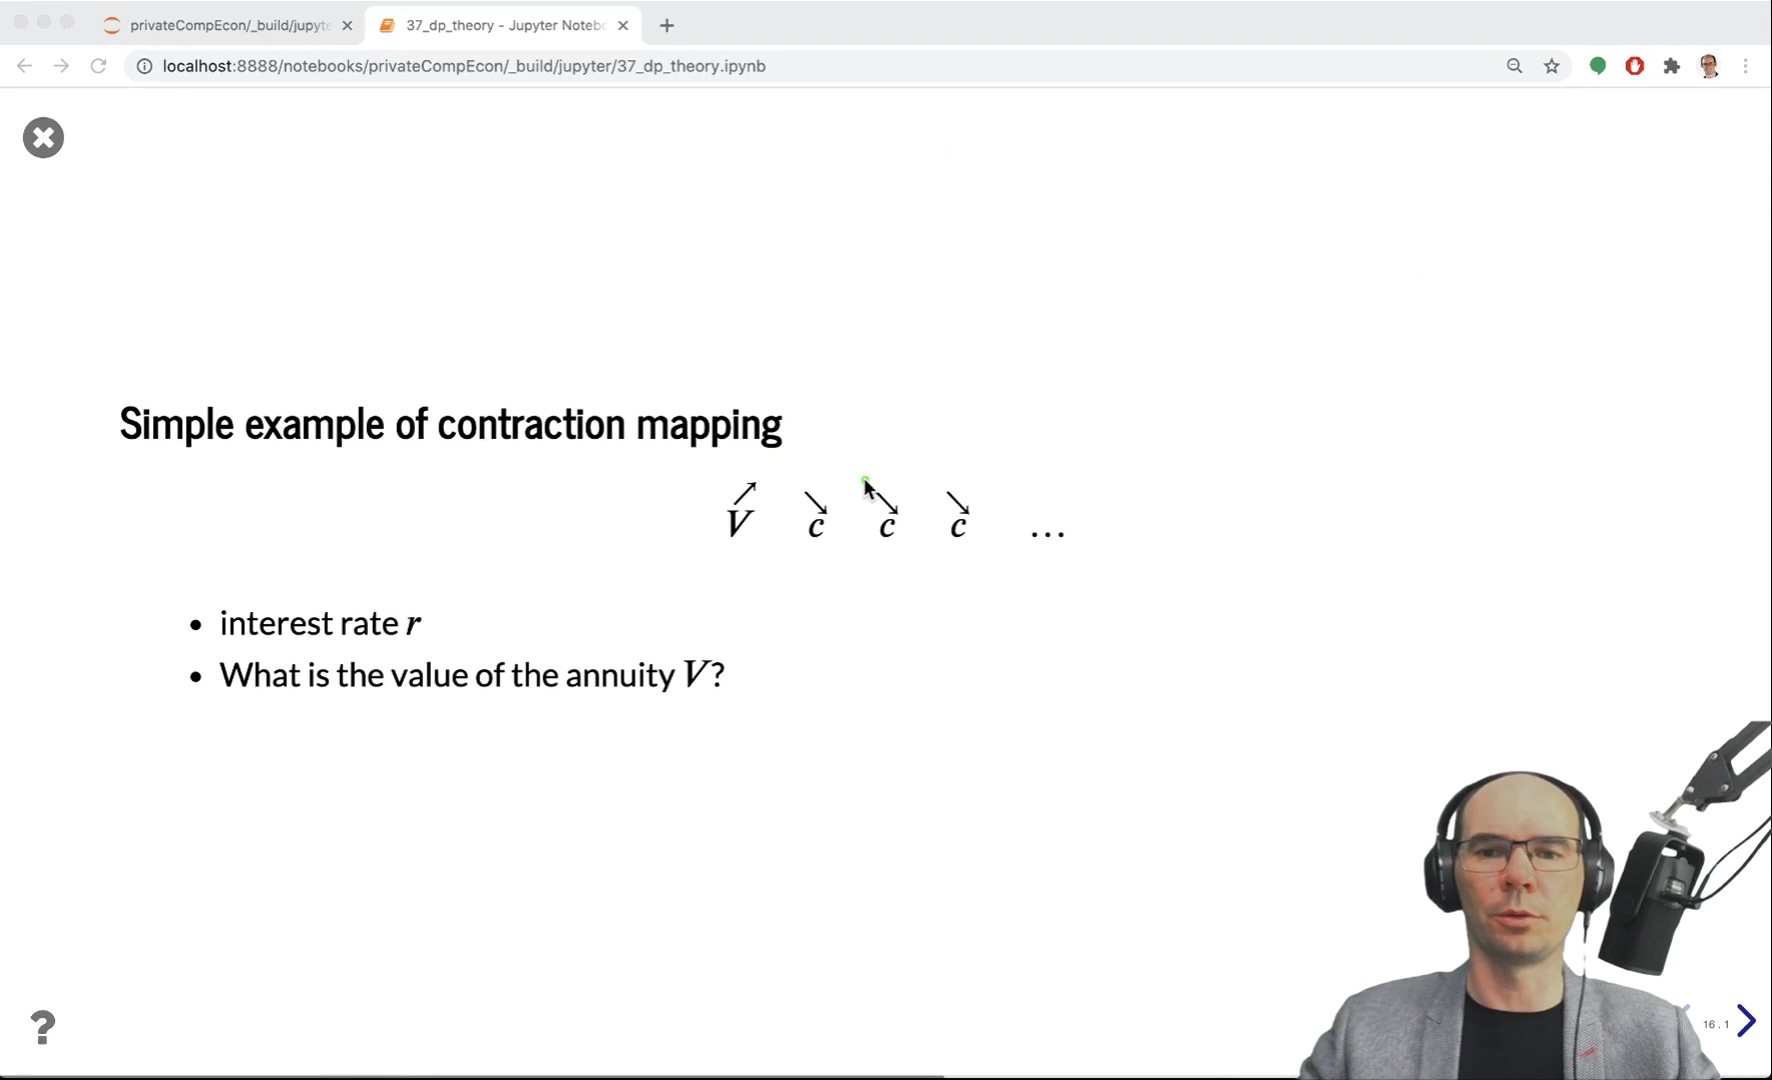 privateCompEcon/_build/jupyte
37_dp_theory - Jupyter Notebo
localhost:8888/notebooks/privateCompEcon/_build/jupyter/37_dp_theory.ipynb
Simple example of contraction mapping
↗ ↘ ↘ ↘
V c c c …
• interest rate r
• What is the value of the annuity V?
?
16.1